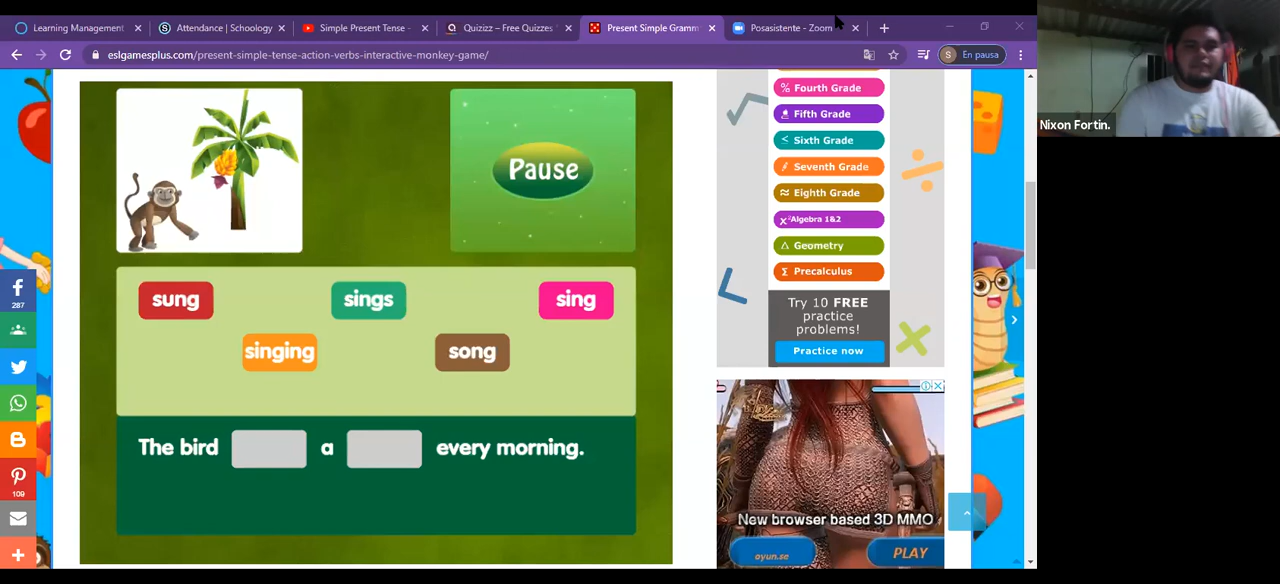 Learning Management
Attendance | Schoology
Simple Present Tense -
Quizizz – Free Quizzes
Present Simple Gramm
Posasistente - Zoom
eslgamesplus.com/present-simple-tense-action-verbs-interactive-monkey-game/
S
En pausa
Nixon Fortin.
Pause
sung
sings
sing
singing
song
The bird
a
every morning.
287
109
Fourth Grade
Fifth Grade
Sixth Grade
Seventh Grade
Eighth Grade
Algebra 1&2
Geometry
Precalculus
Try 10 FREE
practice
problems!
Practice now
New browser based 3D MMO
oyun.se
PLAY